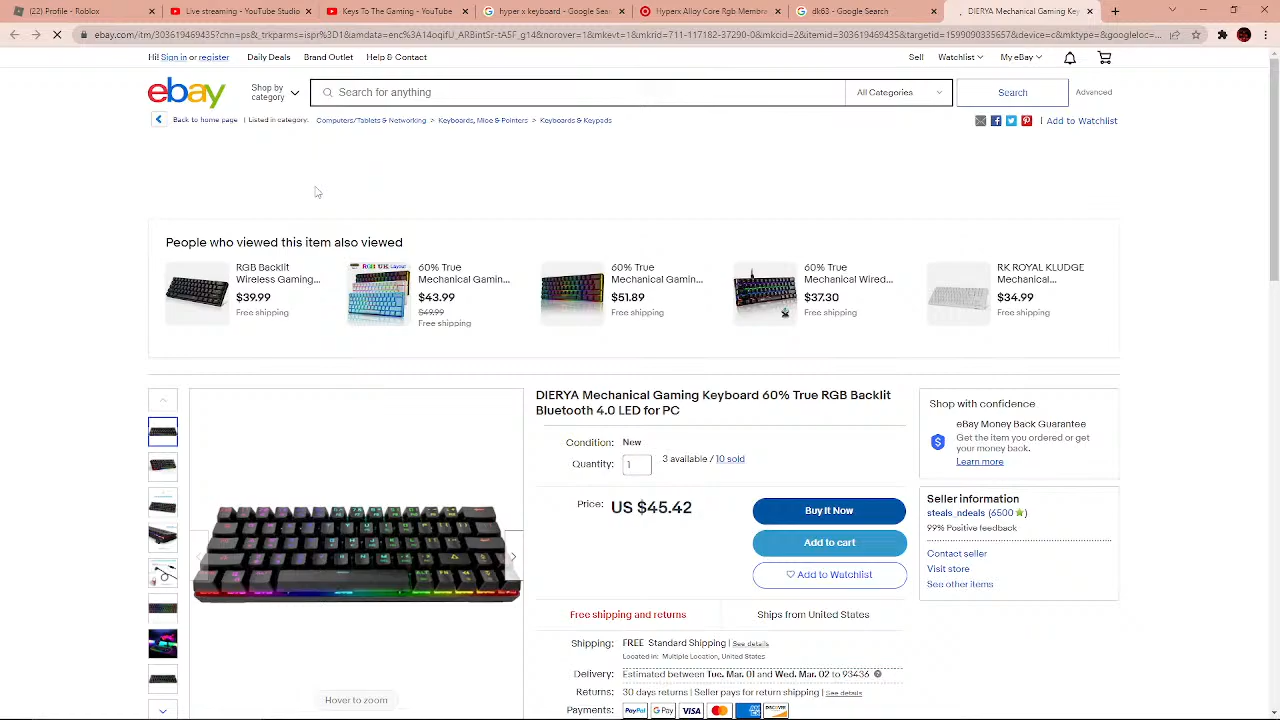 (22) Profile - Roblox
Live streaming - YouTube Studio
Keys To The Gaming - YouTube
hyper x keyboard - Google Search
Hyperx Alloy Core Rgb Membran
dk63 - Google Search
DIERYA Mechanical Gaming Key
Hi! Sign in or register
Daily Deals
Brand Outlet
Help & Contact
Sell
Watchlist
My eBay
ebay
Shop by category
Search for anything
All Categories
Search
Advanced
Back to home page | Listed in category:
Computers/Tablets & Networking > Keyboards, Mice & Pointers > Keyboards & Keypads
| Add to Watchlist
People who viewed this item also viewed
RGB Backlit
Wireless Gaming...
$39.99
Free shipping
60% True
Mechanical Gamin...
$43.99
$49.99
Free shipping
60% True
Mechanical Gamin...
$51.89
Free shipping
60% True
Mechanical Wired...
$37.30
Free shipping
RK ROYAL KLUDGE
Mechanical...
$34.99
Free shipping
DIERYA Mechanical Gaming Keyboard 60% True RGB Backlit
Bluetooth 4.0 LED for PC
Condition: New
Quantity: 1
3 available / 10 sold
Price: US $45.42
Buy It Now
Add to cart
Add to Watchlist
Free shipping and returns
Ships from United States
Shipping: FREE Standard Shipping | See details
Located in: Multiple Location, United States
Delivery: Estimated between Tue. Mar. 01 and Wed. Mar. 02 to 95436
Returns: 30 days returns | Seller pays for return shipping | See details
Payments: PayPal G Pay VISA DISCOVER
Hover to zoom
Shop with confidence
eBay Money Back Guarantee
Get the item you ordered or get
your money back.
Learn more
Seller information
steals_ndeals (6500)
99% Positive feedback
Contact seller
Visit store
See other items